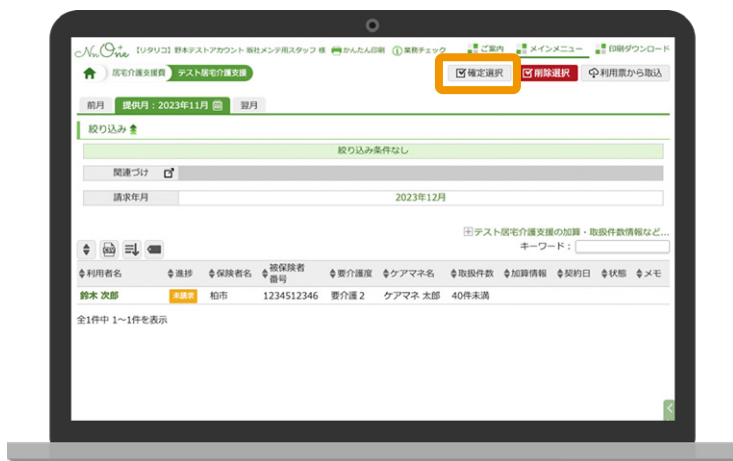 Nn.One 【リタリコ】 野本テストアカウント 販社メンテ用スタッフ 様 かんたん印刷 業務チェック ご案内 メインメニュー 印刷ダウンロード
居宅介護支援費 テスト居宅介護支援 確定選択 削除選択 利用票から取込
前月 提供月:2023年11月 翌月
絞り込み
絞り込み条件なし
関連づけ
請求年月 2023年12月
テスト居宅介護支援の加算・取扱件数情報など...
キーワード:
利用者名 進捗 保険者名 被保険者番号 要介護度 ケアマネ名 取扱件数 加算情報 契約日 状態 メモ
鈴木 次郎 未請求 柏市 1234512346 要介護2 ケアマネ 太郎 40件未満
全1件中 1~1件を表示